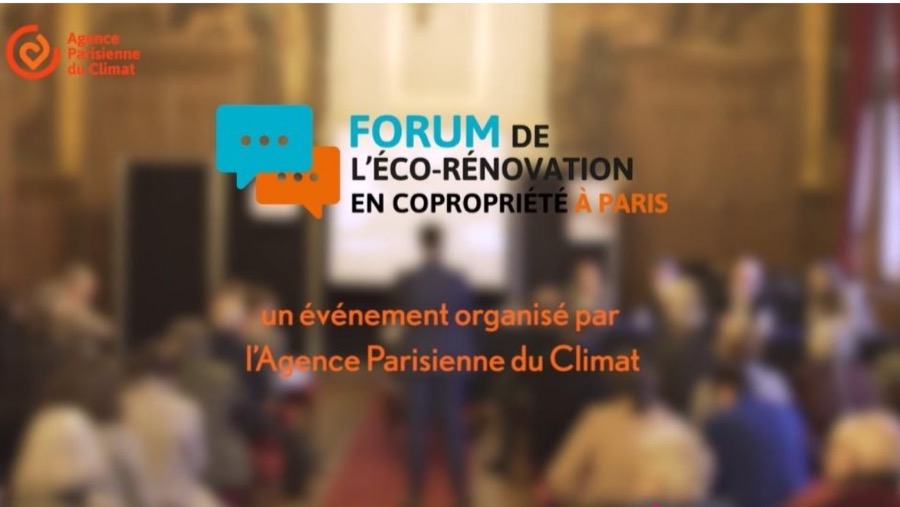 Agence
Parisienne
du Climat
FORUM DE
L'ÉCO-RÉNOVATION
EN COPROPRIÉTÉ À PARIS
un événement organisé par
l'Agence Parisienne du Climat